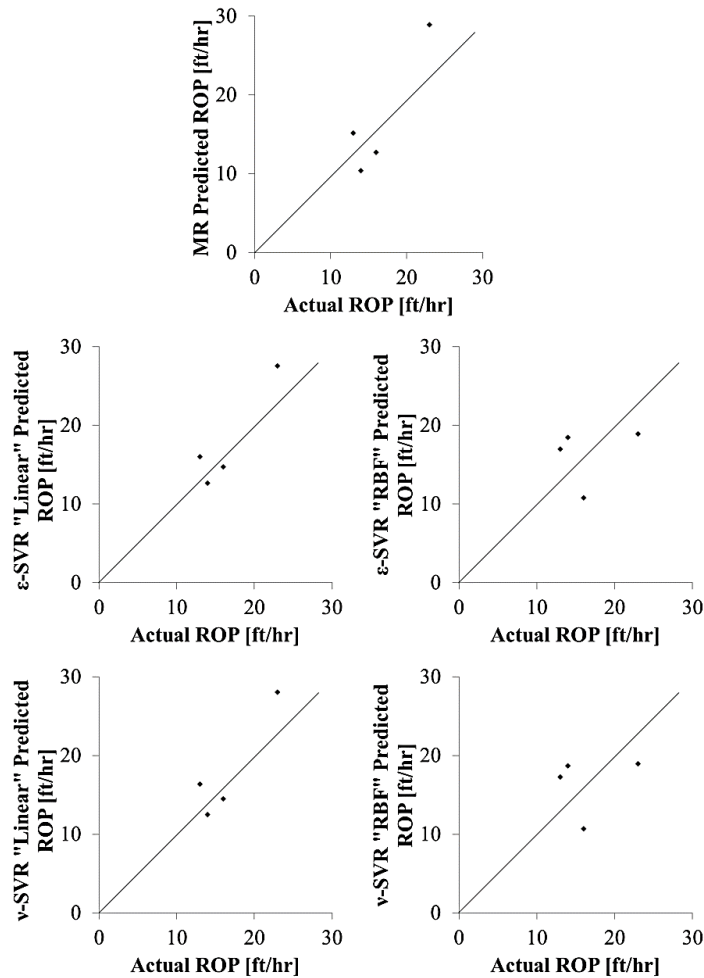 MR Predicted ROP [ft/hr]
30
20
10
0
0 10 20 30
Actual ROP [ft/hr]
ε-SVR "Linear" Predicted
ROP [ft/hr]
30
20
10
0
0 10 20 30
Actual ROP [ft/hr]
ε-SVR "RBF" Predicted
ROP [ft/hr]
30
20
10
0
0 10 20 30
Actual ROP [ft/hr]
ν-SVR "Linear" Predicted
ROP [ft/hr]
30
20
10
0
0 10 20 30
Actual ROP [ft/hr]
ν-SVR "RBF" Predicted
ROP [ft/hr]
30
20
10
0
0 10 20 30
Actual ROP [ft/hr]